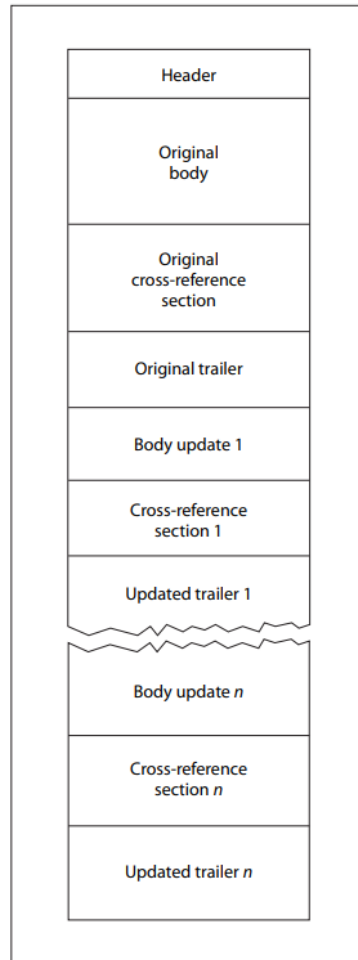 Header
Original
body
Original
cross-reference
section
Original trailer
Body update 1
Cross-reference
section 1
Updated trailer 1
Body update n
Cross-reference
section n
Updated trailer n